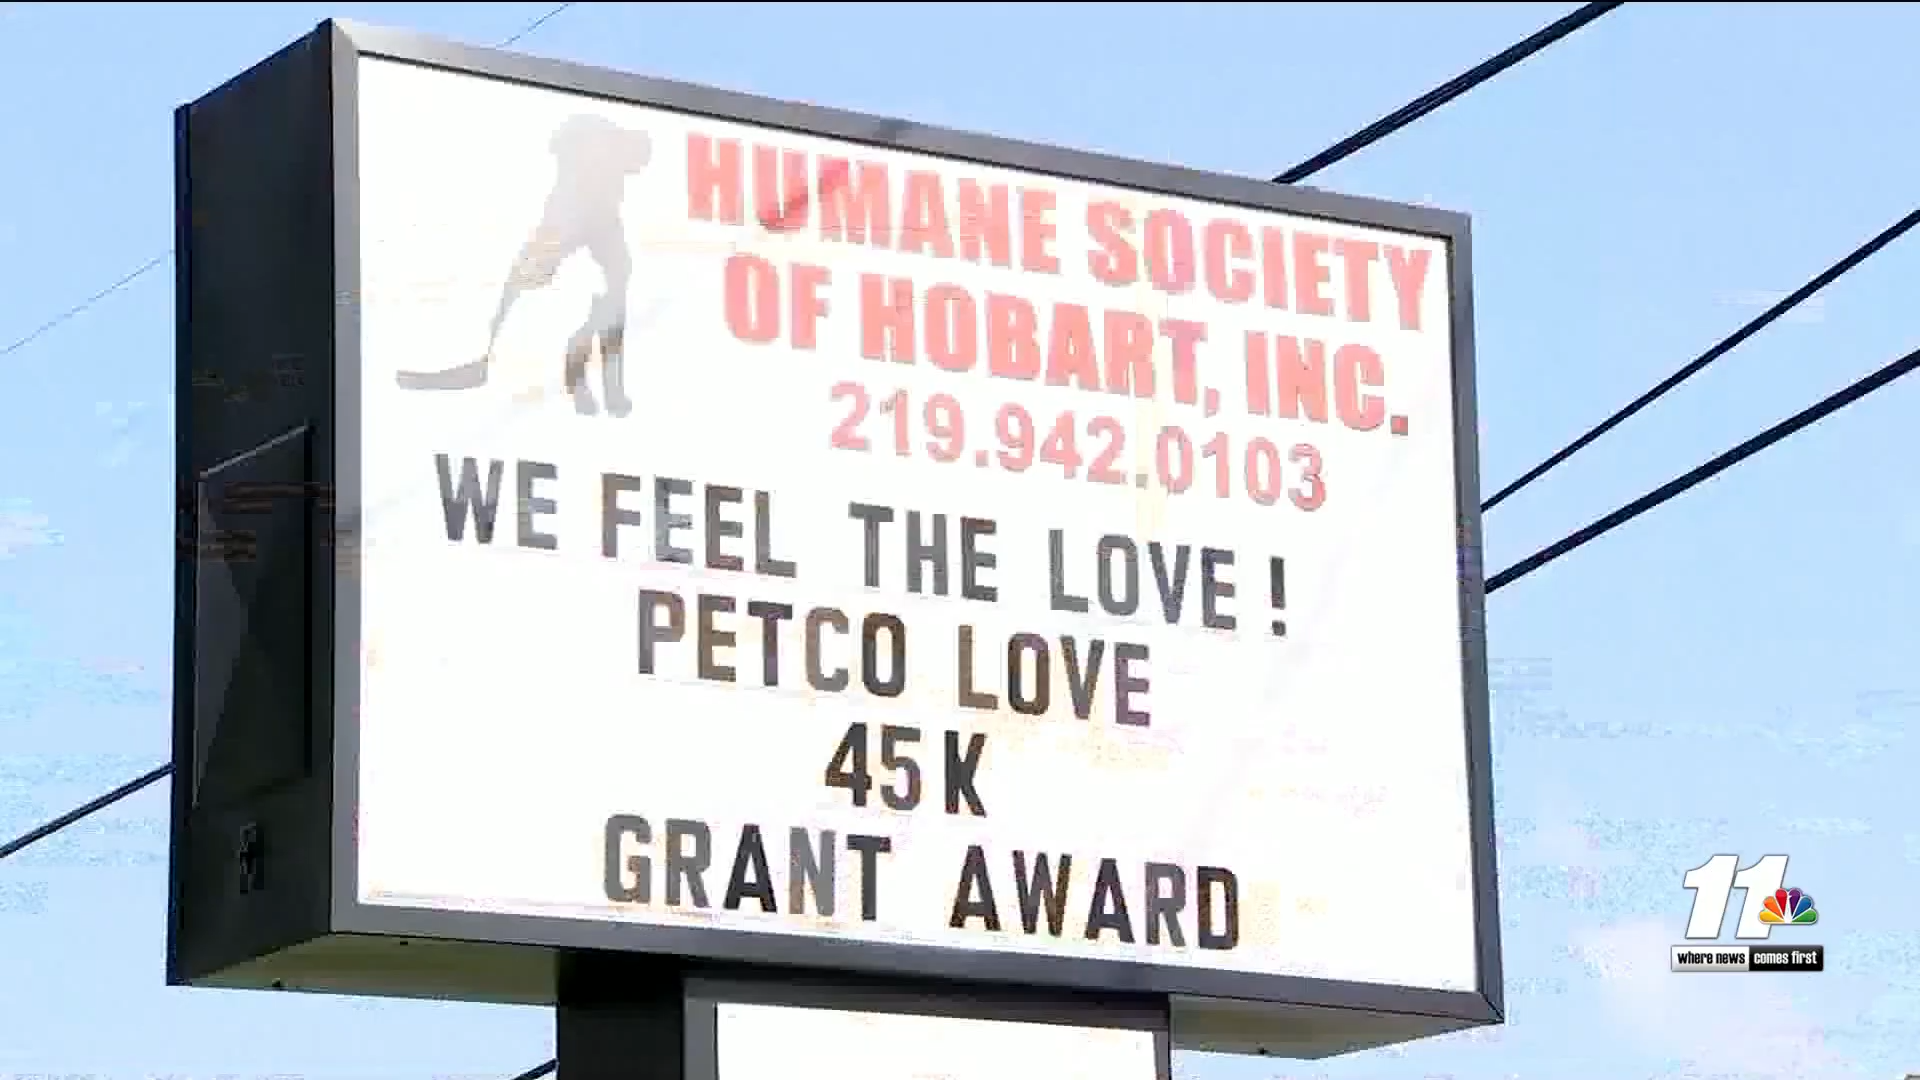 HUMANE SOCIETY
OF HOBART, INC.
219.942.0103
WE FEEL THE LOVE !
PETCO LOVE
45K
GRANT AWARD
11
where news comes first